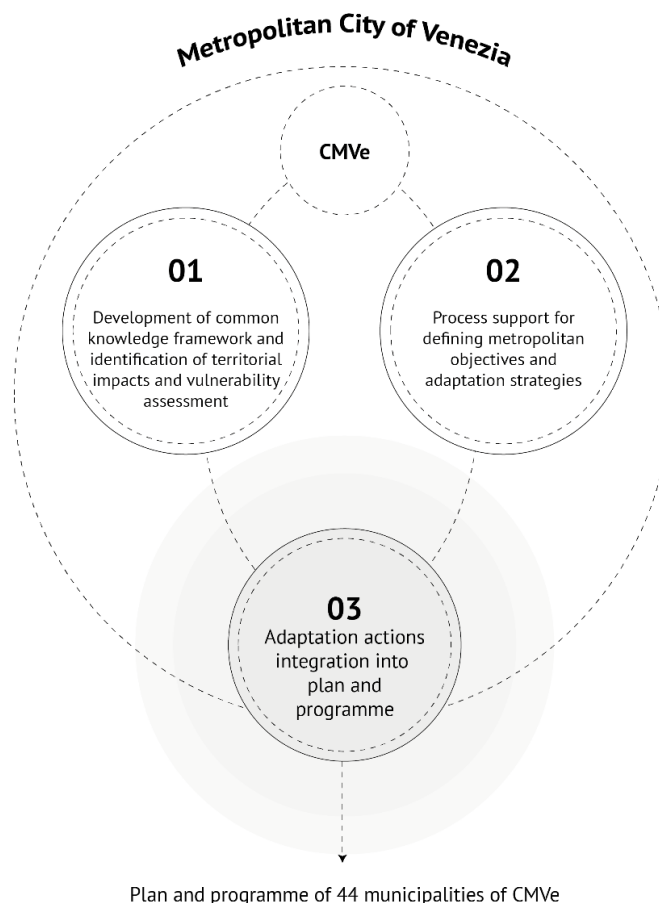 Metropolitan City of Venezia
CMVe
01
Development of common
knowledge framework and
identification of territorial
impacts and vulnerability
assessment
02
Process support for
defining metropolitan
objectives and
adaptation strategies
03
Adaptation actions
integration into
plan and
programme
Plan and programme of 44 municipalities of CMVe